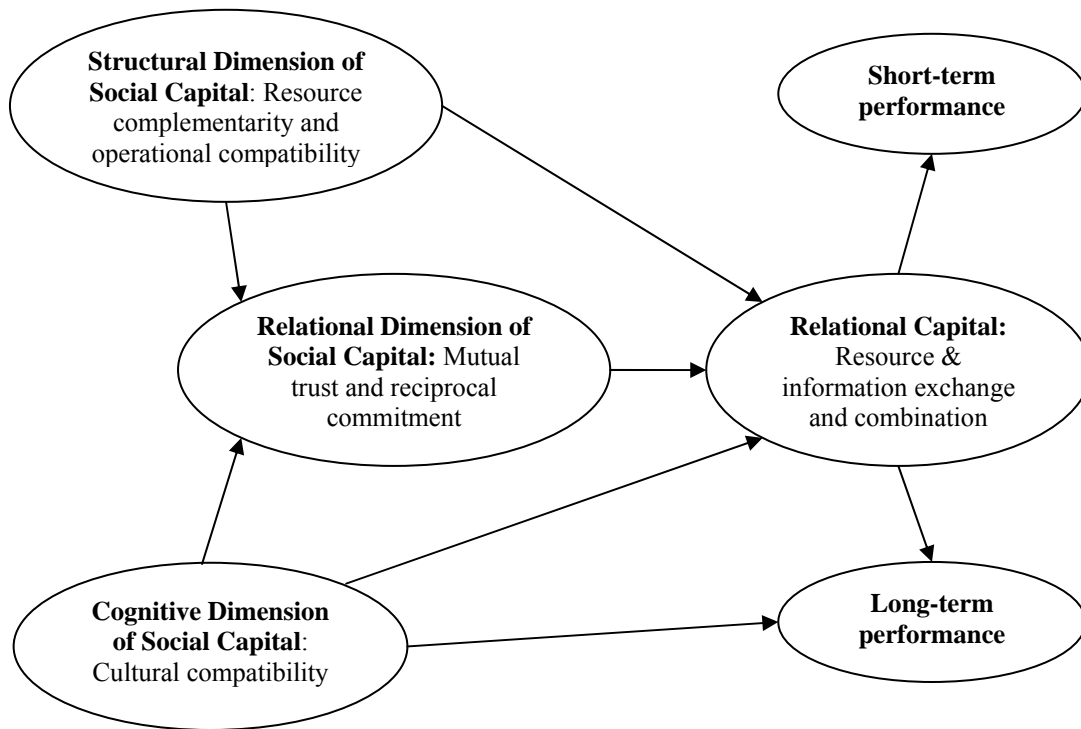 Structural Dimension of
Social Capital: Resource
complementarity and
operational compatibility
Short-term
performance
Relational Dimension of
Social Capital: Mutual
trust and reciprocal
commitment
Relational Capital:
Resource &
information exchange
and combination
Cognitive Dimension
of Social Capital:
Cultural compatibility
Long-term
performance